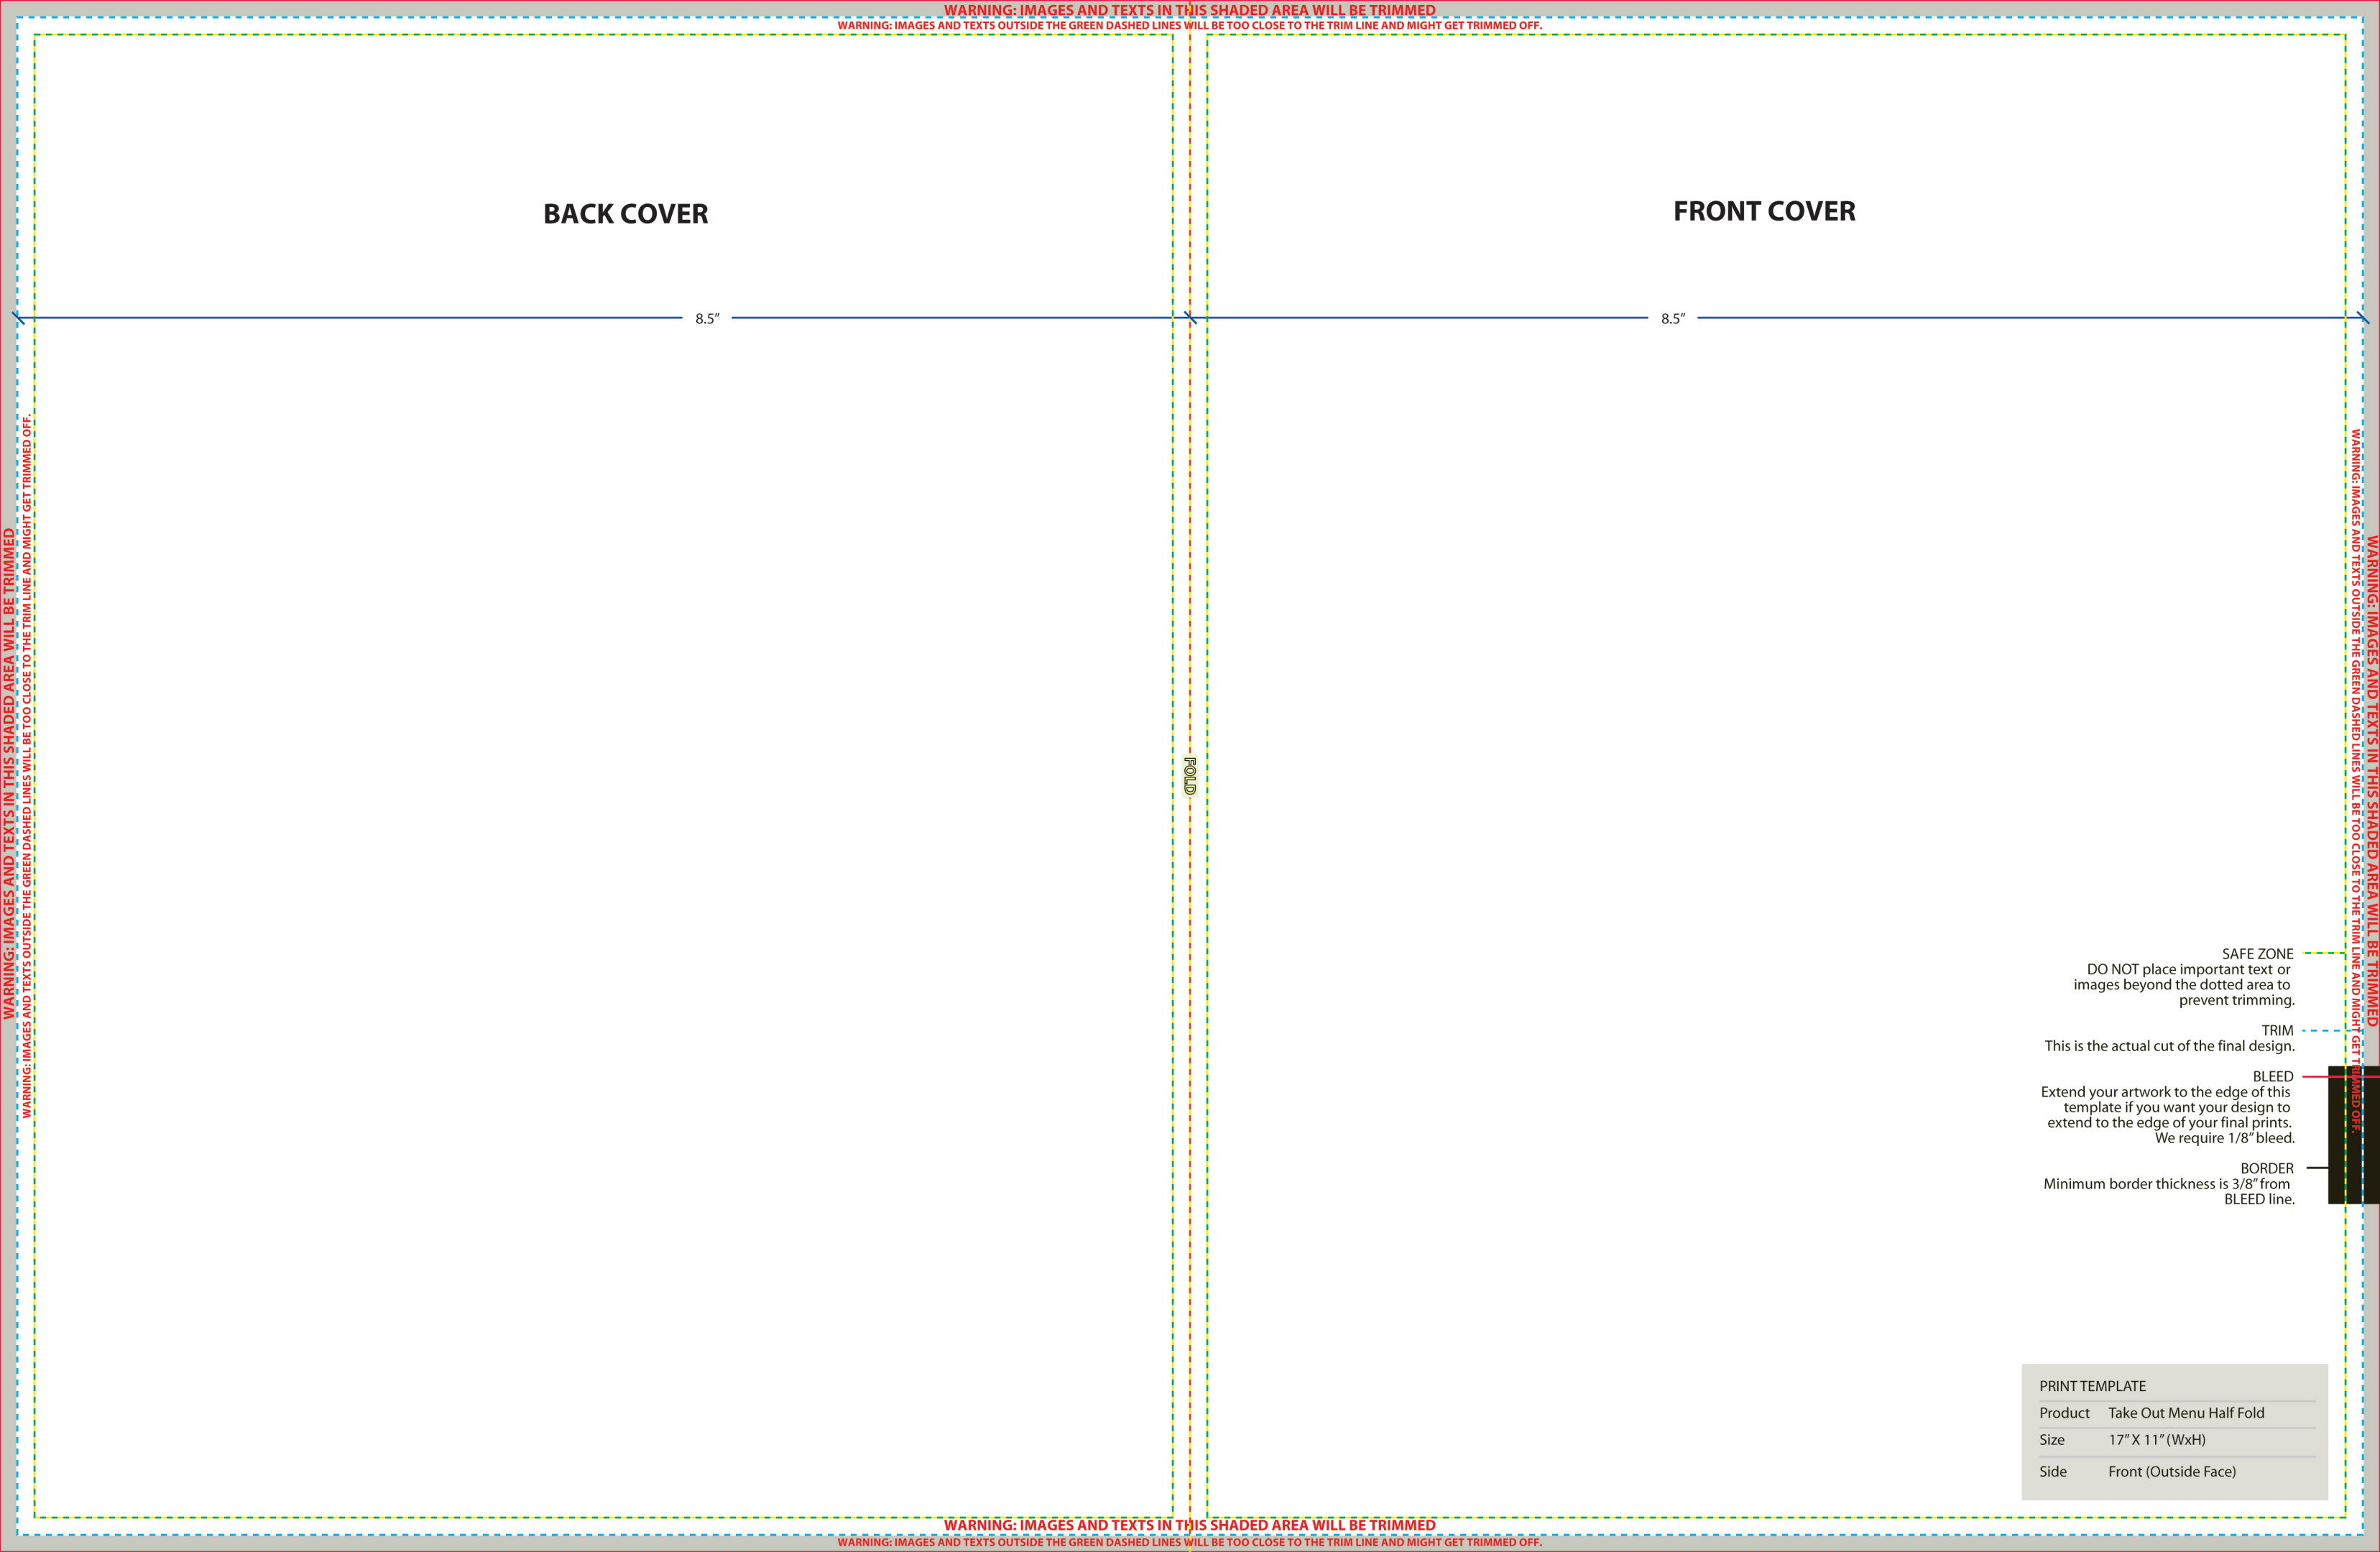 WARNING: IMAGES AND TEXTS IN THIS SHADED AREA WILL BE TRIMMED
WARNING: IMAGES AND TEXTS OUTSIDE THE GREEN DASHED LINES WILL BE TOO CLOSE TO THE TRIM LINE AND MIGHT GET TRIMMED OFF.
BACK COVER
FRONT COVER
8.5"
8.5"
WARNING: IMAGES AND TEXTS IN THIS SHADED AREA WILL BE TRIMMED
WARNING: IMAGES AND TEXTS OUTSIDE THE GREEN DASHED LINES WILL BE TOO CLOSE TO THE TRIM LINE AND MIGHT GET TRIMMED OFF.
FOLD
WARNING: IMAGES AND TEXTS OUTSIDE THE GREEN DASHED LINES WILL BE TOO CLOSE TO THE TRIM LINE AND MIGHT GET TRIMMED OFF.
WARNING: IMAGES AND TEXTS IN THIS SHADED AREA WILL BE TRIMMED
SAFE ZONE
DO NOT place important text or
images beyond the dotted area to
prevent trimming.
TRIM
This is the actual cut of the final design.
BLEED
Extend your artwork to the edge of this
template if you want your design to
extend to the edge of your final prints.
We require 1/8" bleed.
BORDER
Minimum border thickness is 3/8" from
BLEED line.
PRINT TEMPLATE
Product Take Out Menu Half Fold
Size 17" X 11" (WxH)
Side Front (Outside Face)
WARNING: IMAGES AND TEXTS IN THIS SHADED AREA WILL BE TRIMMED
WARNING: IMAGES AND TEXTS OUTSIDE THE GREEN DASHED LINES WILL BE TOO CLOSE TO THE TRIM LINE AND MIGHT GET TRIMMED OFF.